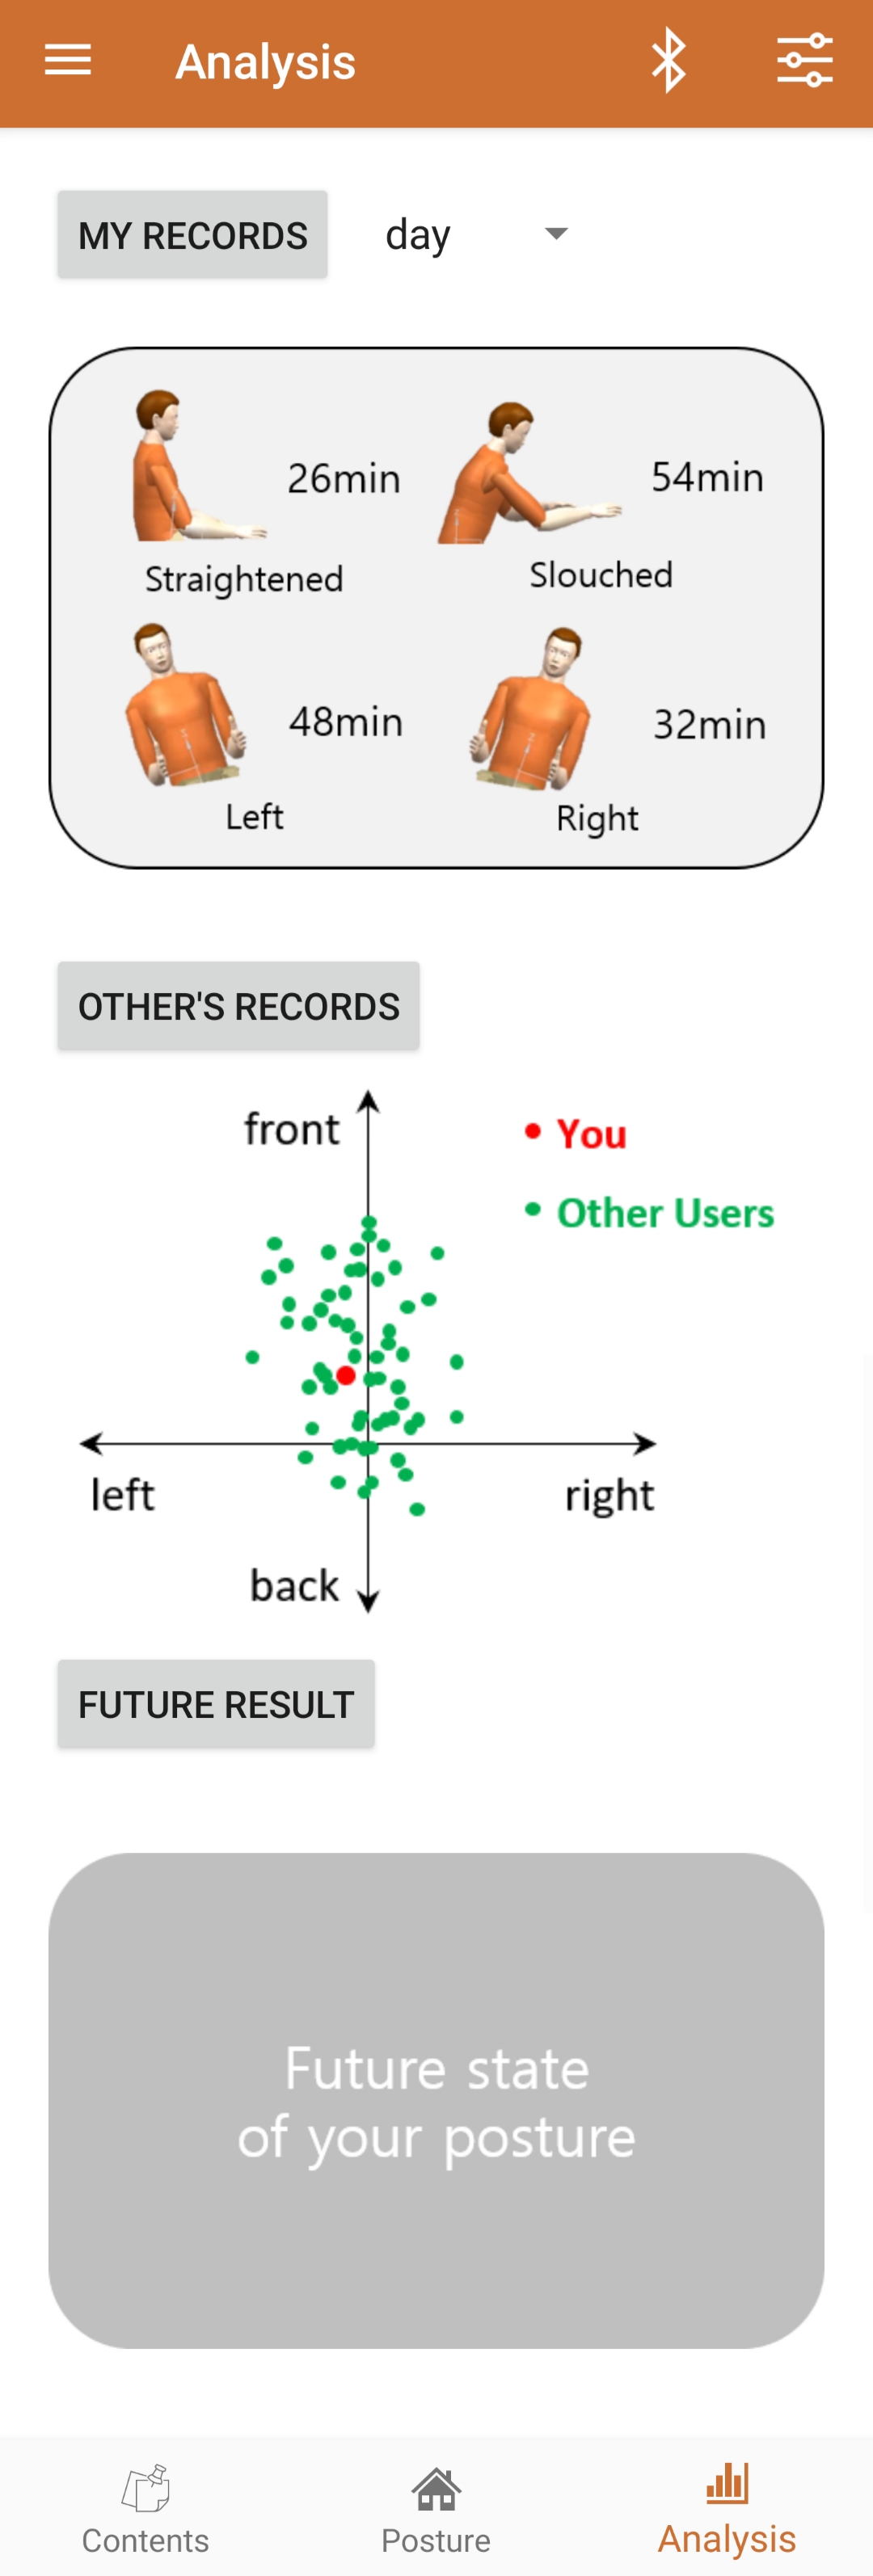 Analysis
MY RECORDS day
26min 54min
Straightened Slouched
48min 32min
Left Right
OTHER'S RECORDS
front
You
Other Users
left right
back
FUTURE RESULT
Future state
of your posture
Contents Posture Analysis